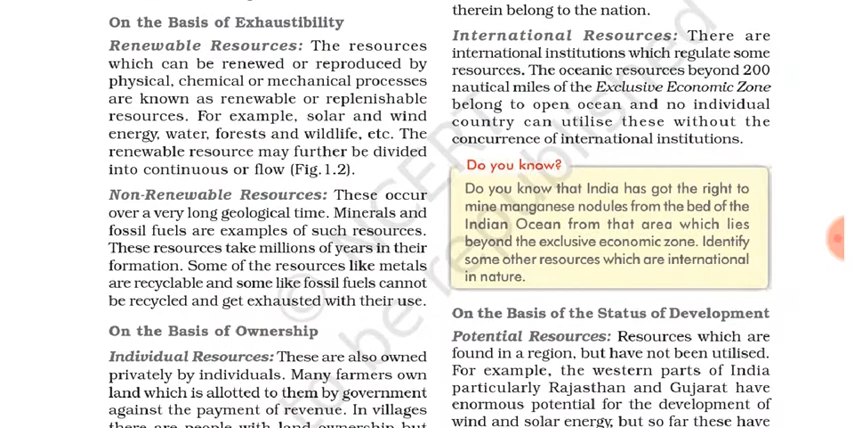 On the Basis of Exhaustibility
Renewable Resources: The resources
which can be renewed or reproduced by
physical, chemical or mechanical processes
are known as renewable or replenishable
resources. For example, solar and wind
energy, water, forests and wildlife, etc. The
renewable resource may further be divided
into continuous or flow (Fig.1.2).
Non-Renewable Resources: These occur
over a very long geological time. Minerals and
fossil fuels are examples of such resources.
These resources take millions of years in their
formation. Some of the resources like metals
are recyclable and some like fossil fuels cannot
be recycled and get exhausted with their use.
On the Basis of Ownership
Individual Resources: These are also owned
privately by individuals. Many farmers own
land which is allotted to them by government
against the payment of revenue. In villages
there are people with land ownership but
therein belong to the nation.
International Resources: There are
international institutions which regulate some
resources. The oceanic resources beyond 200
nautical miles of the Exclusive Economic Zone
belong to open ocean and no individual
country can utilise these without the
concurrence of international institutions.
Do you know?
Do you know that India has got the right to
mine manganese nodules from the bed of the
Indian Ocean from that area which lies
beyond the exclusive economic zone. Identify
some other resources which are international
in nature.
On the Basis of the Status of Development
Potential Resources: Resources which are
found in a region, but have not been utilised.
For example, the western parts of India
particularly Rajasthan and Gujarat have
enormous potential for the development of
wind and solar energy, but so far these have
© NCERT
to be republished